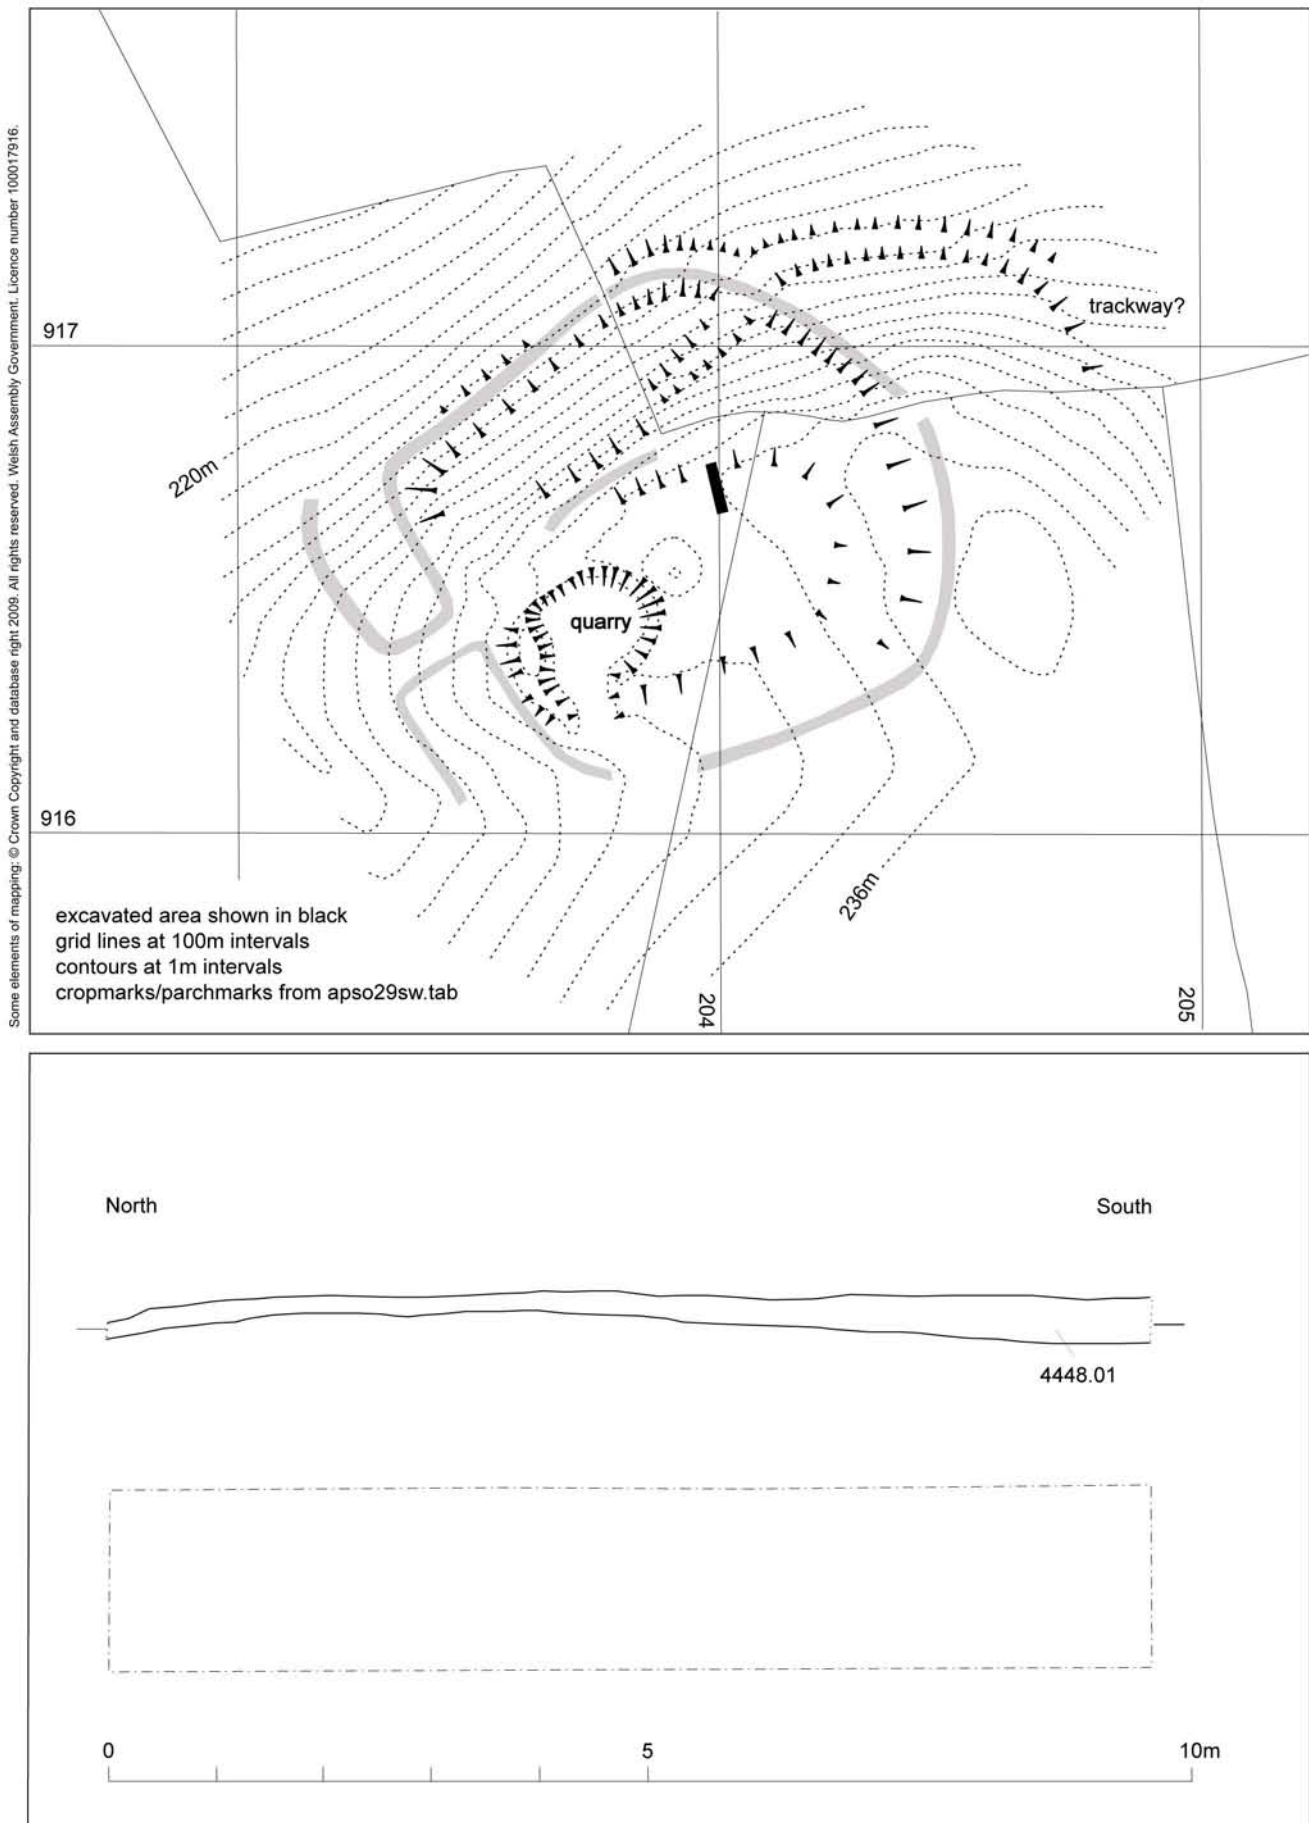 Some elements of mapping: © Crown Copyright and database right 2009. All rights reserved. Welsh Assembly Government. Licence number 100017916.
917
trackway?
220m
quarry
916
236m
excavated area shown in black
grid lines at 100m intervals
contours at 1m intervals
cropmarks/parchmarks from apso29sw.tab
204
205
North
South
4448.01
0
5
10m